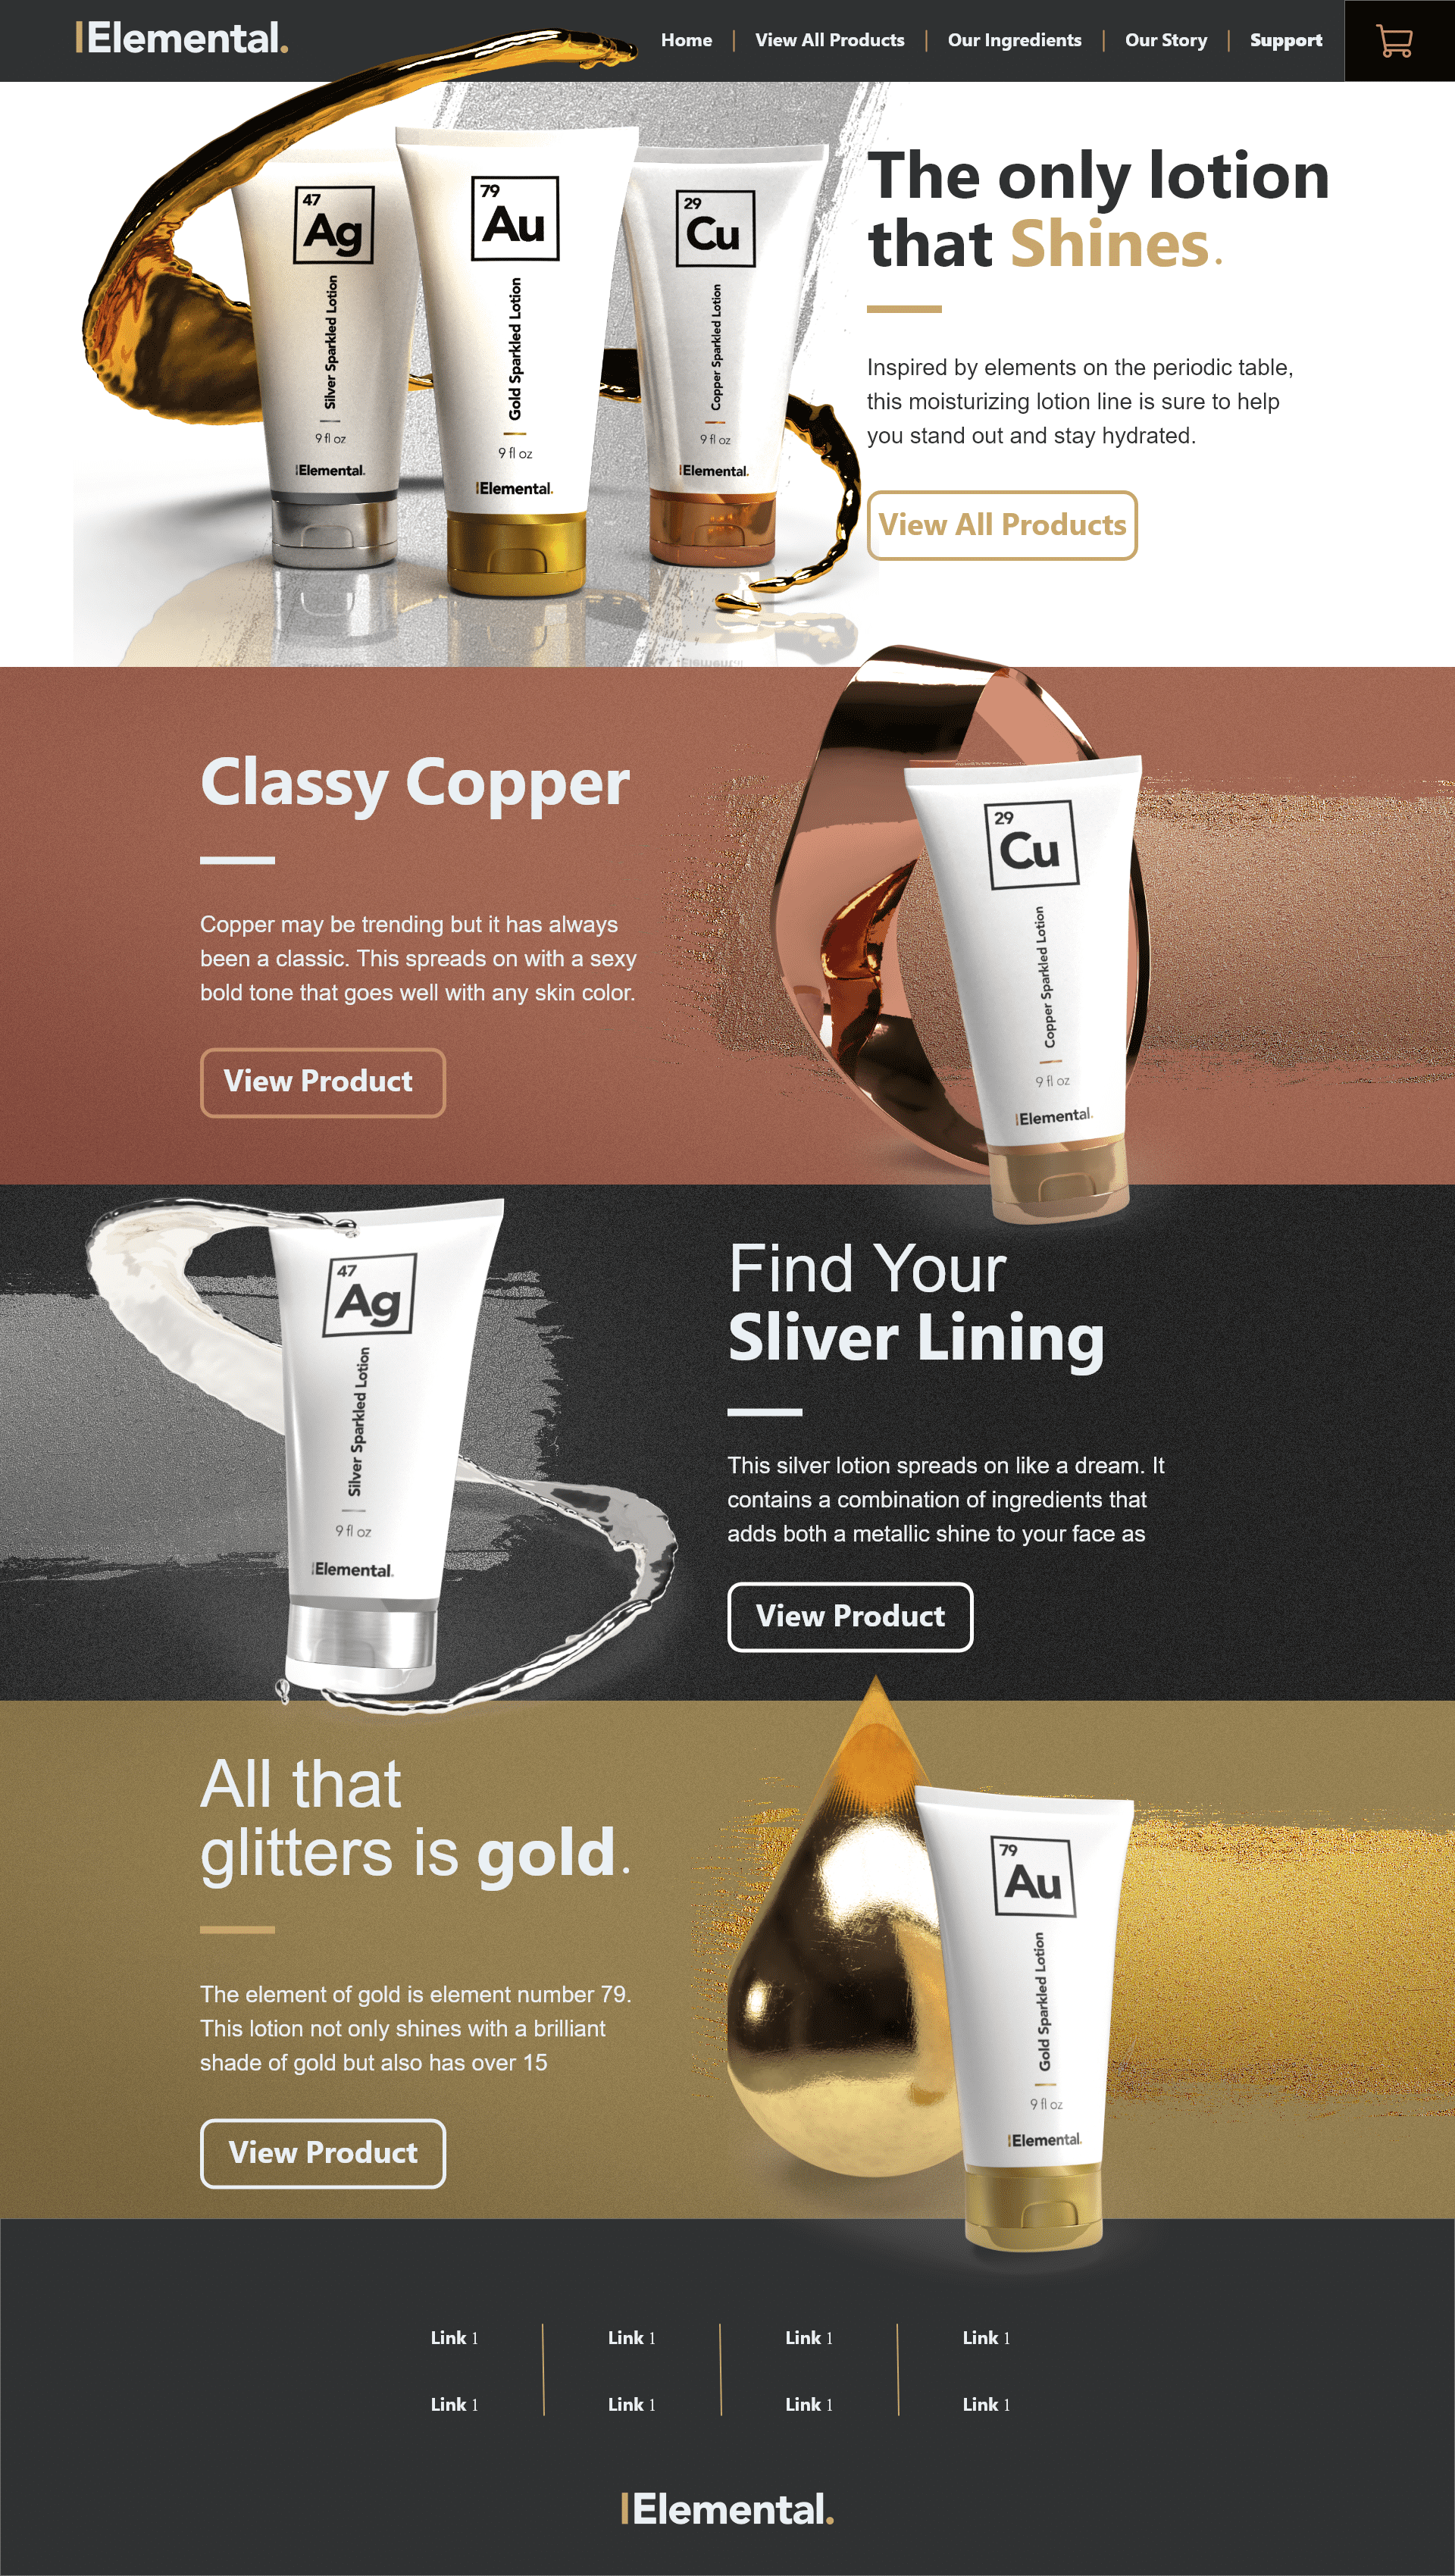 Elemental.
Home
View All Products
Our Ingredients
Our Story
Support
47
Ag
Silver Sparkled Lotion
9 fl oz
Elemental.
79
Au
Gold Sparkled Lotion
9 fl oz
Elemental.
29
Cu
Copper Sparkled Lotion
9 fl oz
Elemental.
The only lotion
that Shines.
Inspired by elements on the periodic table,
this moisturizing lotion line is sure to help
you stand out and stay hydrated.
View All Products
Classy Copper
Copper may be trending but it has always
been a classic. This spreads on with a sexy
bold tone that goes well with any skin color.
View Product
29
Cu
Copper Sparkled Lotion
9 fl oz
Elemental.
47
Ag
Silver Sparkled Lotion
9 fl oz
Elemental.
Find Your
Sliver Lining
This silver lotion spreads on like a dream. It
contains a combination of ingredients that
adds both a metallic shine to your face as
View Product
All that
glitters is gold.
The element of gold is element number 79.
This lotion not only shines with a brilliant
shade of gold but also has over 15
View Product
79
Au
Gold Sparkled Lotion
9 fl oz
Elemental.
Link 1
Link 1
Link 1
Link 1
Link 1
Link 1
Link 1
Link 1
Elemental.